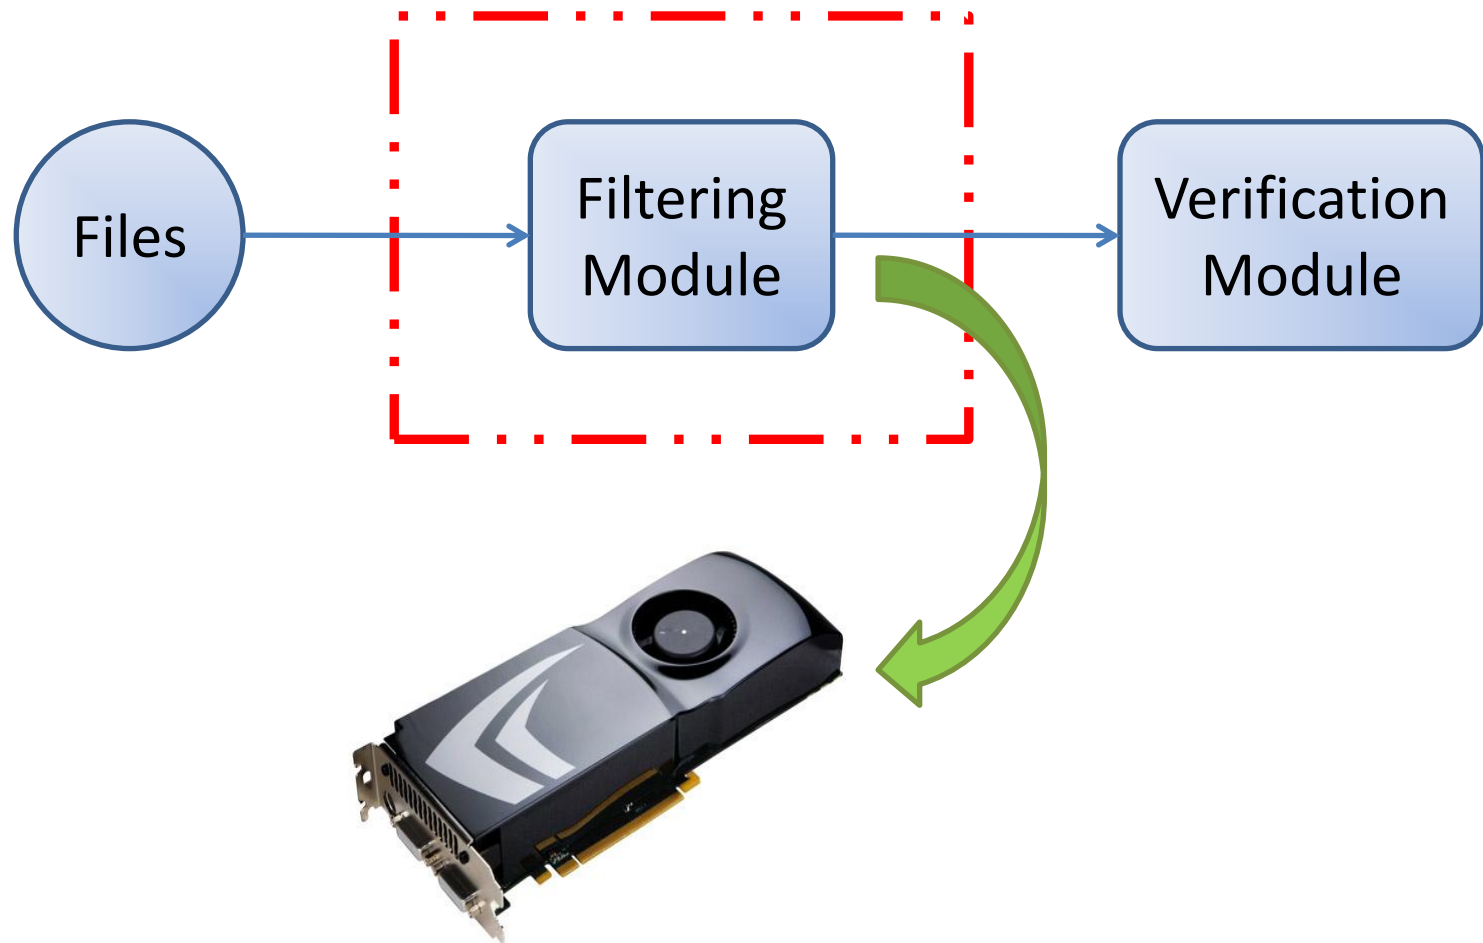 Files
Filtering
Module
Verification
Module